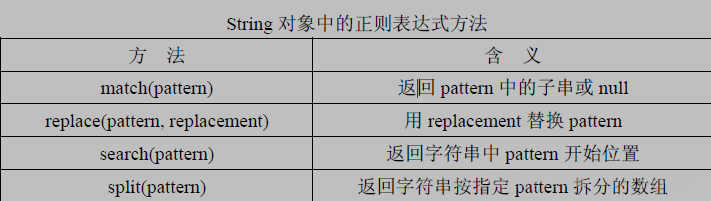 String 对象中的正则表达式方法
方 法 含 义
match(pattern) 返回 pattern 中的子串或 null
replace(pattern, replacement) 用 replacement 替换 pattern
search(pattern) 返回字符串中 pattern 开始位置
split(pattern) 返回字符串按指定 pattern 拆分的数组